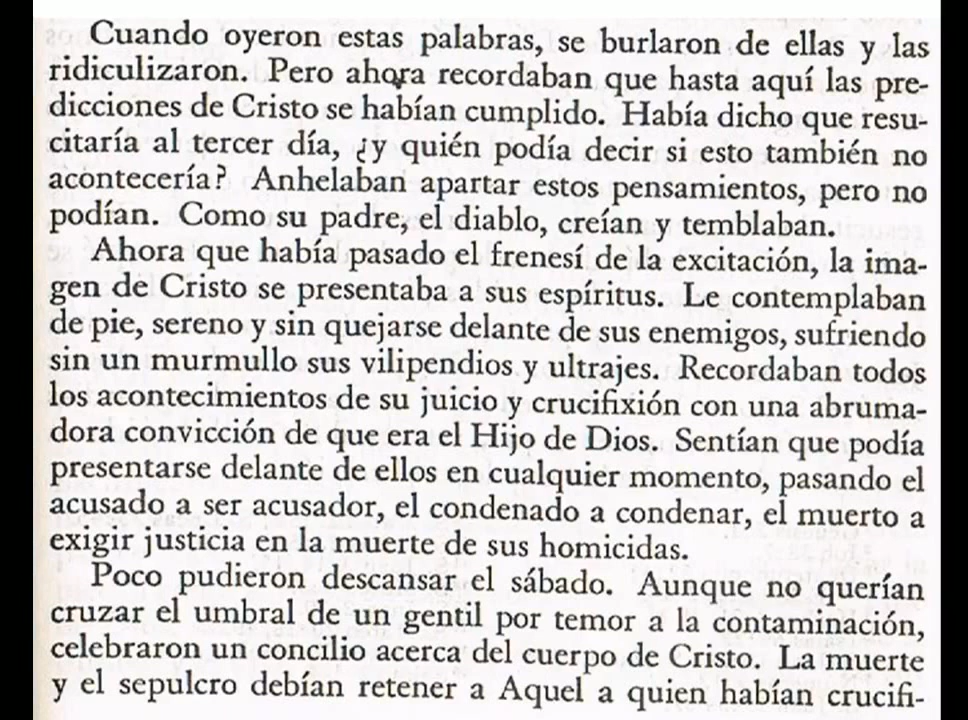 Cuando oyeron estas palabras, se burlaron de ellas y las
ridiculizaron. Pero ahora recordaban que hasta aquí las pre-
dicciones de Cristo se habían cumplido. Había dicho que resu-
citaría al tercer día, ¿y quién podía decir si esto también no
acontecería? Anhelaban apartar estos pensamientos, pero no
podían. Como su padre, el diablo, creían y temblaban.
Ahora que había pasado el frenesí de la excitación, la ima-
gen de Cristo se presentaba a sus espíritus. Le contemplaban
de pie, sereno y sin quejarse delante de sus enemigos, sufriendo
sin un murmullo sus vilipendios y ultrajes. Recordaban todos
los acontecimientos de su juicio y crucifixión con una abruma-
dora convicción de que era el Hijo de Dios. Sentían que podía
presentarse delante de ellos en cualquier momento, pasando el
acusado a ser acusador, el condenado a condenar, el muerto a
exigir justicia en la muerte de sus homicidas.
Poco pudieron descansar el sábado. Aunque no querían
cruzar el umbral de un gentil por temor a la contaminación,
celebraron un concilio acerca del cuerpo de Cristo. La muerte
y el sepulcro debían retener a Aquel a quien habían crucifi-